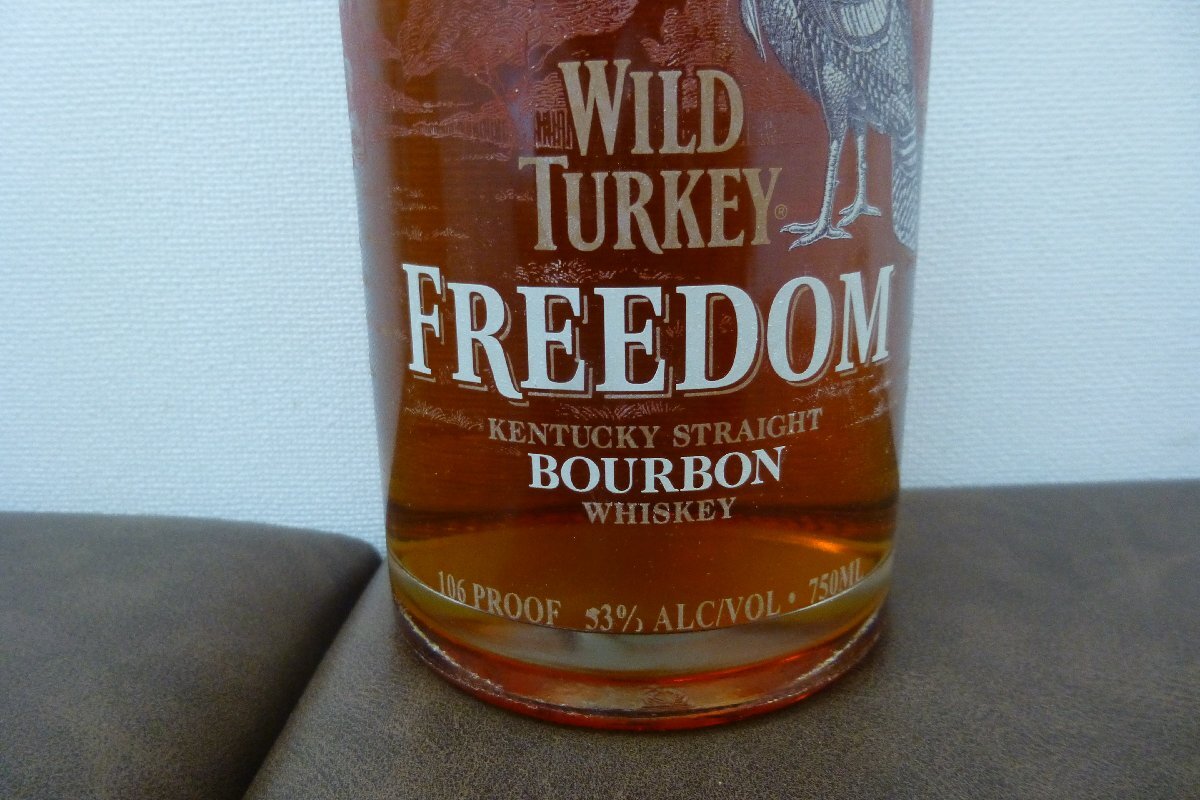 WILD
TURKEY®
FREEDOM
KENTUCKY STRAIGHT
BOURBON
WHISKEY
106 PROOF 53% ALC/VOL • 750ML